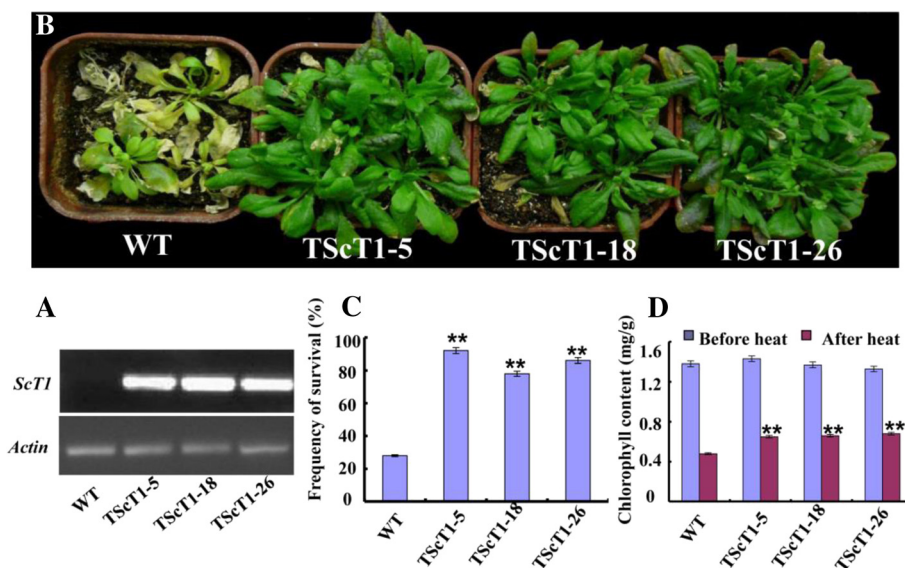 B
WT TScT1-5 TScT1-18 TScT1-26
A
ScT1
Actin
WT TScT1-5 TScT1-18 TScT1-26
C
Frequency of survival (%)
100
80
60
40
20
0
** ** **
WT TScT1-5 TScT1-18 TScT1-26
D
Before heat After heat
Chlorophyll content (mg/g)
1.6
1.2
0.8
0.4
0
** ** **
WT TScT1-5 TScT1-18 TScT1-26